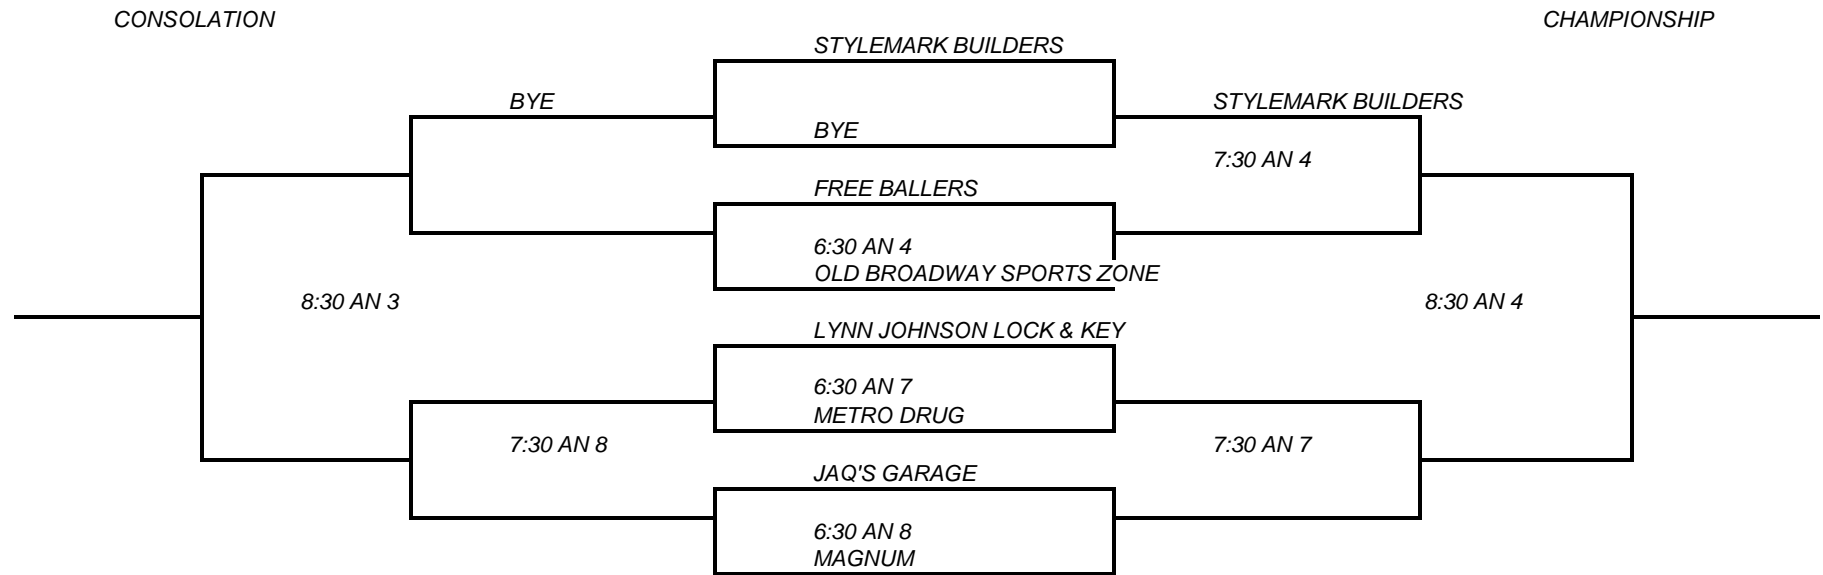 CONSOLATION
CHAMPIONSHIP
STYLEMARK BUILDERS
BYE
STYLEMARK BUILDERS
BYE
7:30 AN 4
FREE BALLERS
6:30 AN 4
OLD BROADWAY SPORTS ZONE
8:30 AN 3
8:30 AN 4
LYNN JOHNSON LOCK & KEY
6:30 AN 7
METRO DRUG
7:30 AN 8
7:30 AN 7
JAQ'S GARAGE
6:30 AN 8
MAGNUM